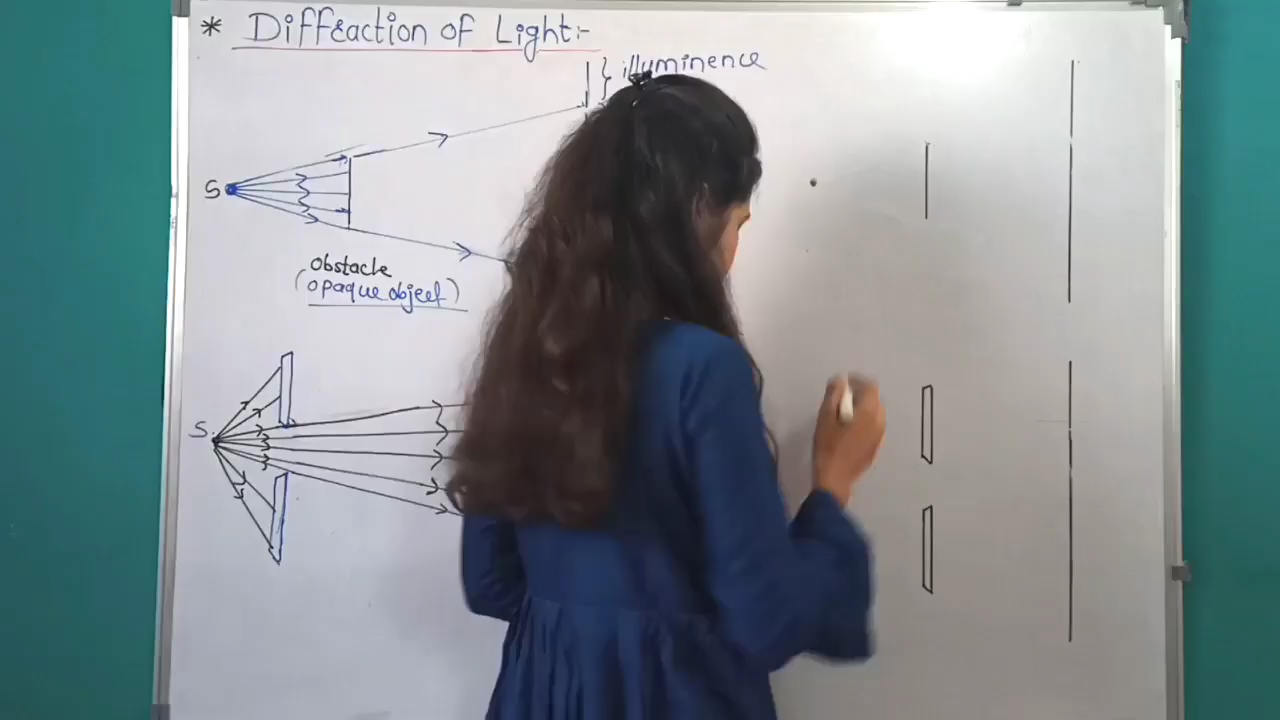 * Diffraction of Light:-
} illuminence
S
Obstacle
(opaque object)
S